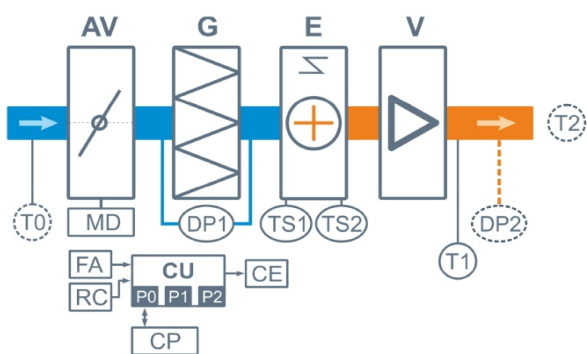 AV G E V
T2
T0 MD DP1 TS1 TS2 DP2
T1
FA CU CE
RC P0 P1 P2
CP